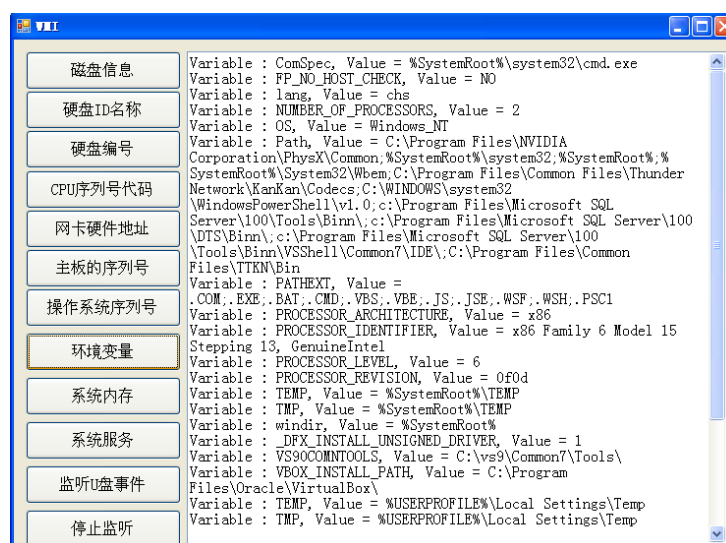 WMI
磁盘信息
硬盘ID名称
硬盘编号
CPU序列号代码
网卡硬件地址
主板的序列号
操作系统序列号
环境变量
系统内存
系统服务
监听U盘事件
停止监听
Variable : ComSpec, Value = %SystemRoot%\system32\cmd.exe
Variable : FP_NO_HOST_CHECK, Value = NO
Variable : lang, Value = chs
Variable : NUMBER_OF_PROCESSORS, Value = 2
Variable : OS, Value = Windows_NT
Variable : Path, Value = C:\Program Files\NVIDIA
Corporation\PhysX\Common;%SystemRoot%\system32;%SystemRoot%;%
SystemRoot%\System32\Wbem;C:\Program Files\Common Files\Thunder
Network\KanKan\Codecs;C:\WINDOWS\system32
\WindowsPowerShell\v1.0;c:\Program Files\Microsoft SQL
Server\100\Tools\Binn\;c:\Program Files\Microsoft SQL Server\100
\DTS\Binn\;c:\Program Files\Microsoft SQL Server\100
\Tools\Binn\VSShell\Common7\IDE\;C:\Program Files\Common
Files\TTKN\Bin
Variable : PATHEXT, Value =
.COM;.EXE;.BAT;.CMD;.VBS;.VBE;.JS;.JSE;.WSF;.WSH;.PSC1
Variable : PROCESSOR_ARCHITECTURE, Value = x86
Variable : PROCESSOR_IDENTIFIER, Value = x86 Family 6 Model 15
Stepping 13, GenuineIntel
Variable : PROCESSOR_LEVEL, Value = 6
Variable : PROCESSOR_REVISION, Value = 0f0d
Variable : TEMP, Value = %SystemRoot%\TEMP
Variable : TMP, Value = %SystemRoot%\TEMP
Variable : windir, Value = %SystemRoot%
Variable : _DFX_INSTALL_UNSIGNED_DRIVER, Value = 1
Variable : VS90COMNTOOLS, Value = C:\vs9\Common7\Tools\
Variable : VBOX_INSTALL_PATH, Value = C:\Program
Files\Oracle\VirtualBox\
Variable : TEMP, Value = %USERPROFILE%\Local Settings\Temp
Variable : TMP, Value = %USERPROFILE%\Local Settings\Temp